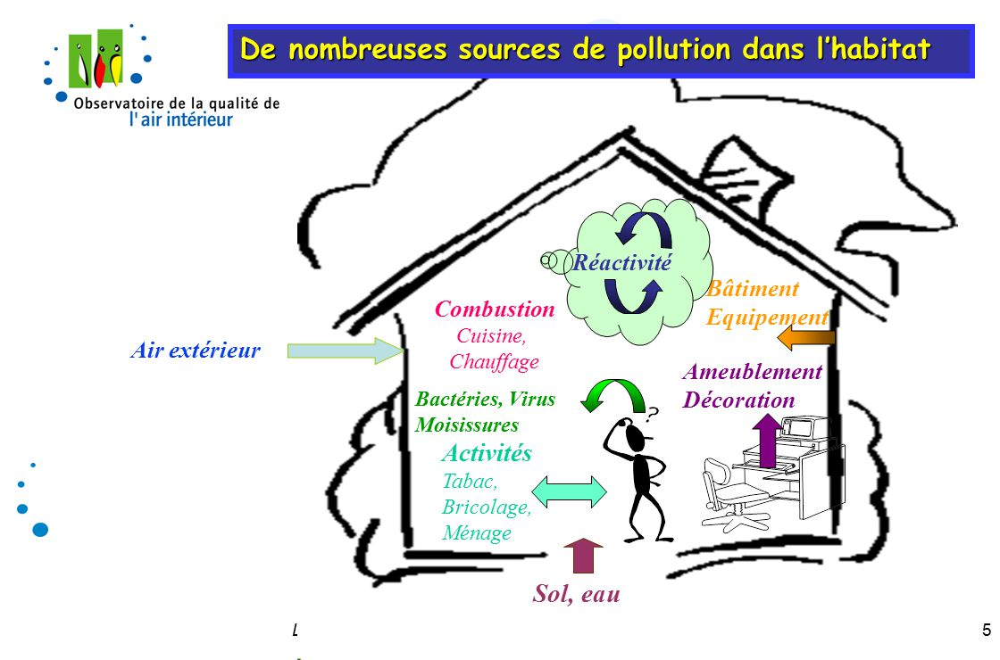 De nombreuses sources de pollution dans l’habitat
Observatoire de la qualité de
l'air intérieur
Réactivité
Bâtiment
Equipement
Combustion
Cuisine,
Chauffage
Air extérieur
Ameublement
Décoration
Bactéries, Virus
Moisissures
?
Activités
Tabac,
Bricolage,
Ménage
Sol, eau
L
5